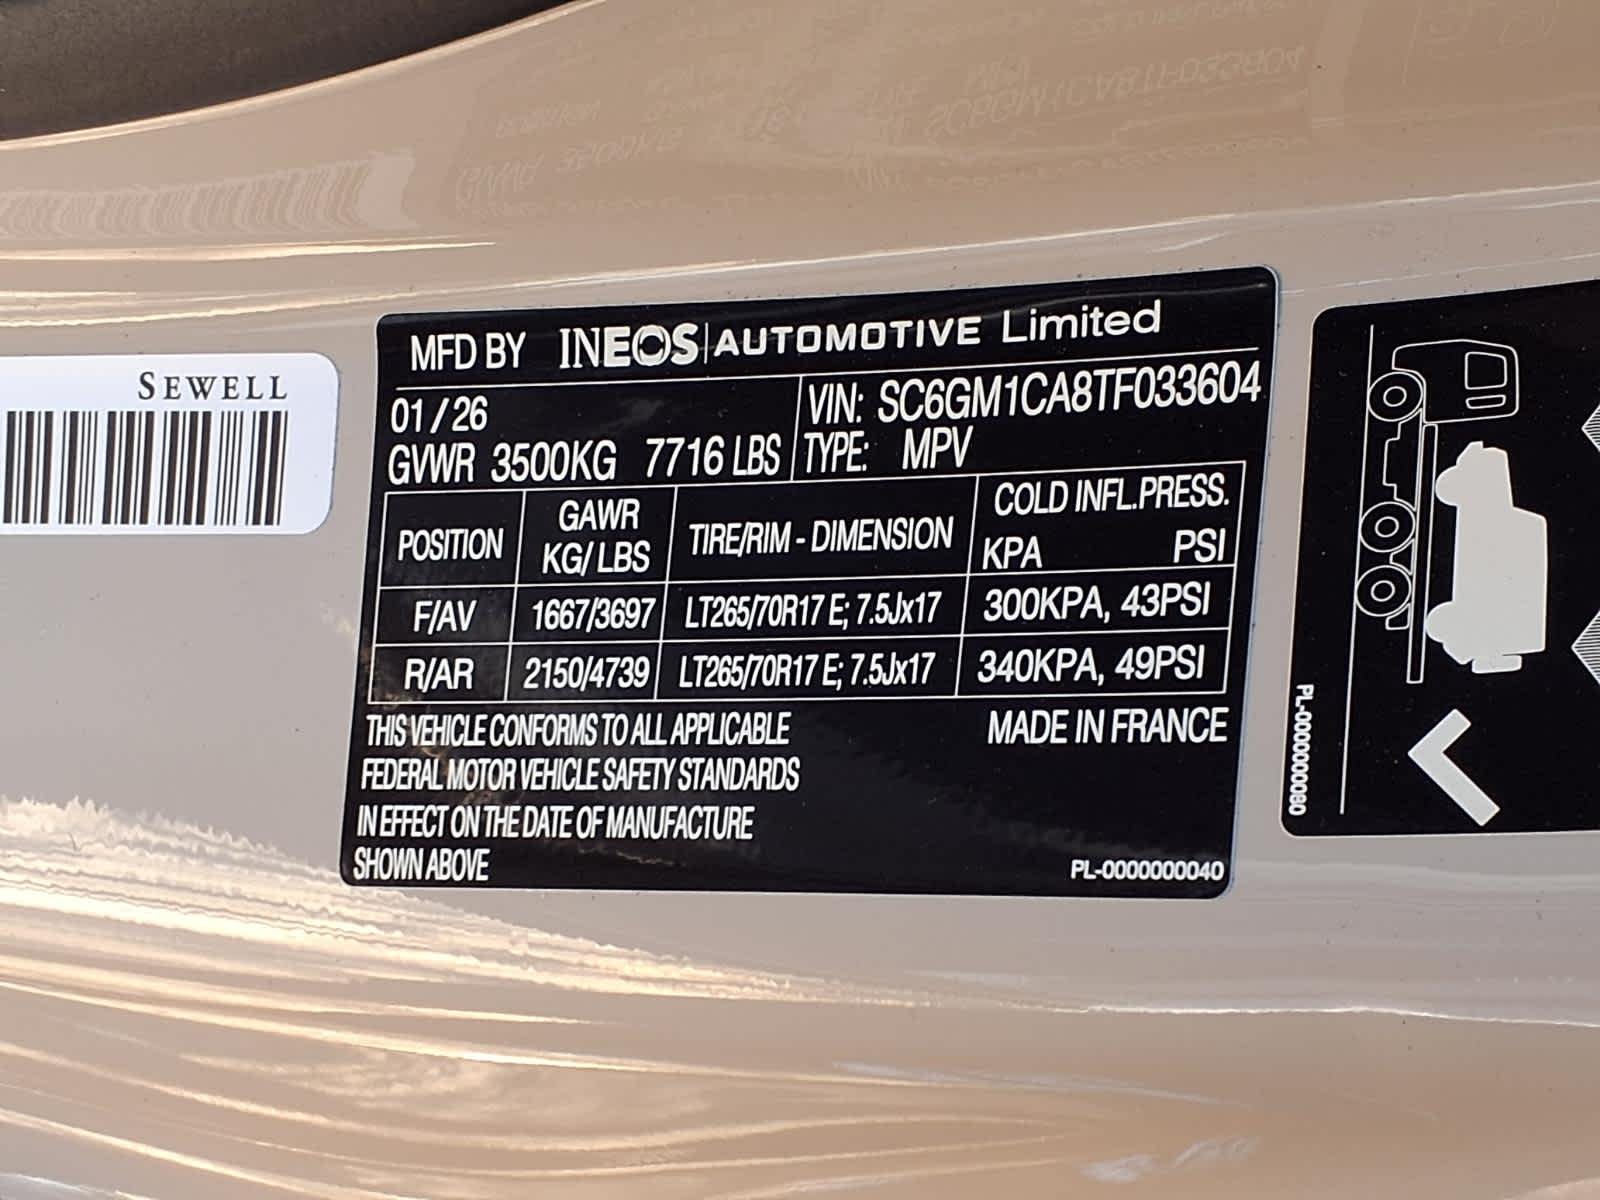 SEWELL
MFD BY INEOS AUTOMOTIVE Limited
01/26
VIN: SC6GM1CA8TF033604
GVWR 3500KG 7716 LBS
TYPE: MPV
POSITION GAWR KG/LBS TIRE/RIM - DIMENSION COLD INFL.PRESS. KPA PSI
F/AV 1667/3697 LT265/70R17 E; 7.5Jx17 300KPA, 43PSI
R/AR 2150/4739 LT265/70R17 E; 7.5Jx17 340KPA, 49PSI
THIS VEHICLE CONFORMS TO ALL APPLICABLE
FEDERAL MOTOR VEHICLE SAFETY STANDARDS
IN EFFECT ON THE DATE OF MANUFACTURE
SHOWN ABOVE
MADE IN FRANCE
PL-0000000040
PL-0000000080